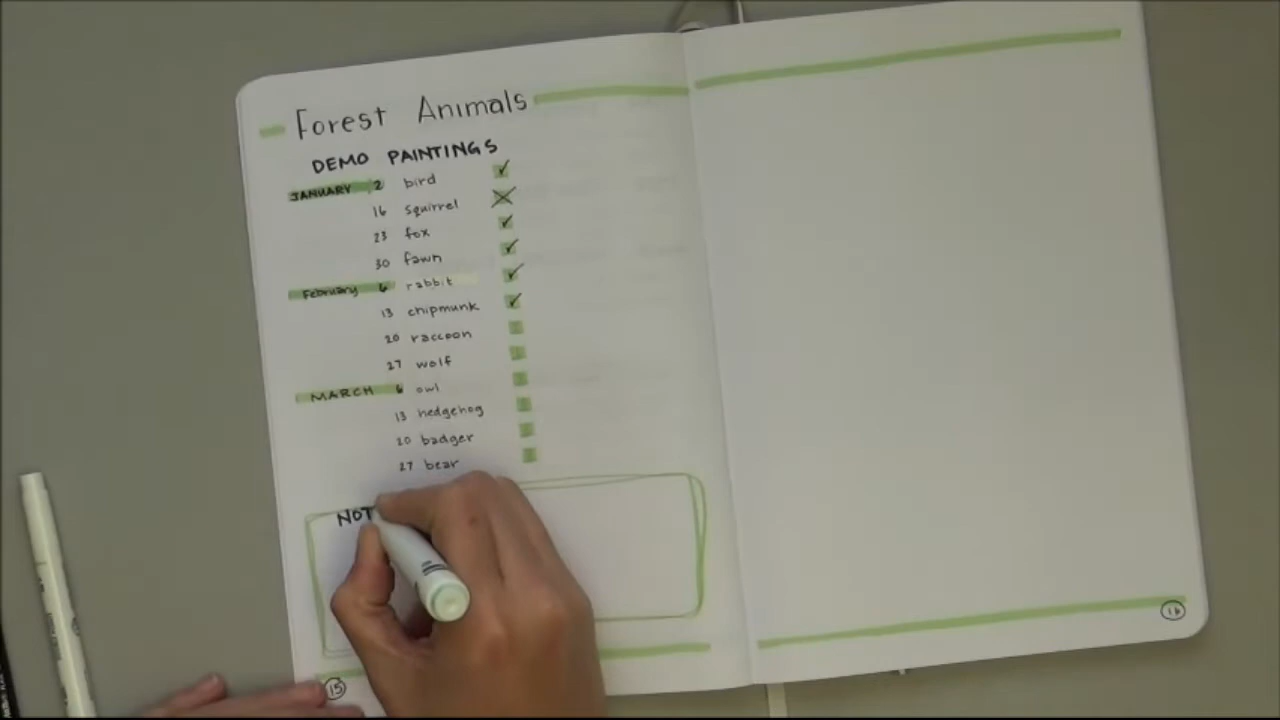 Forest Animals
DEMO PAINTINGS
JANUARY 2 bird
16 squirrel
23 fox
30 fawn
February 6 rabbit
13 chipmunk
20 raccoon
27 wolf
MARCH 6 owl
13 hedgehog
20 badger
27 bear
NOT
15
16